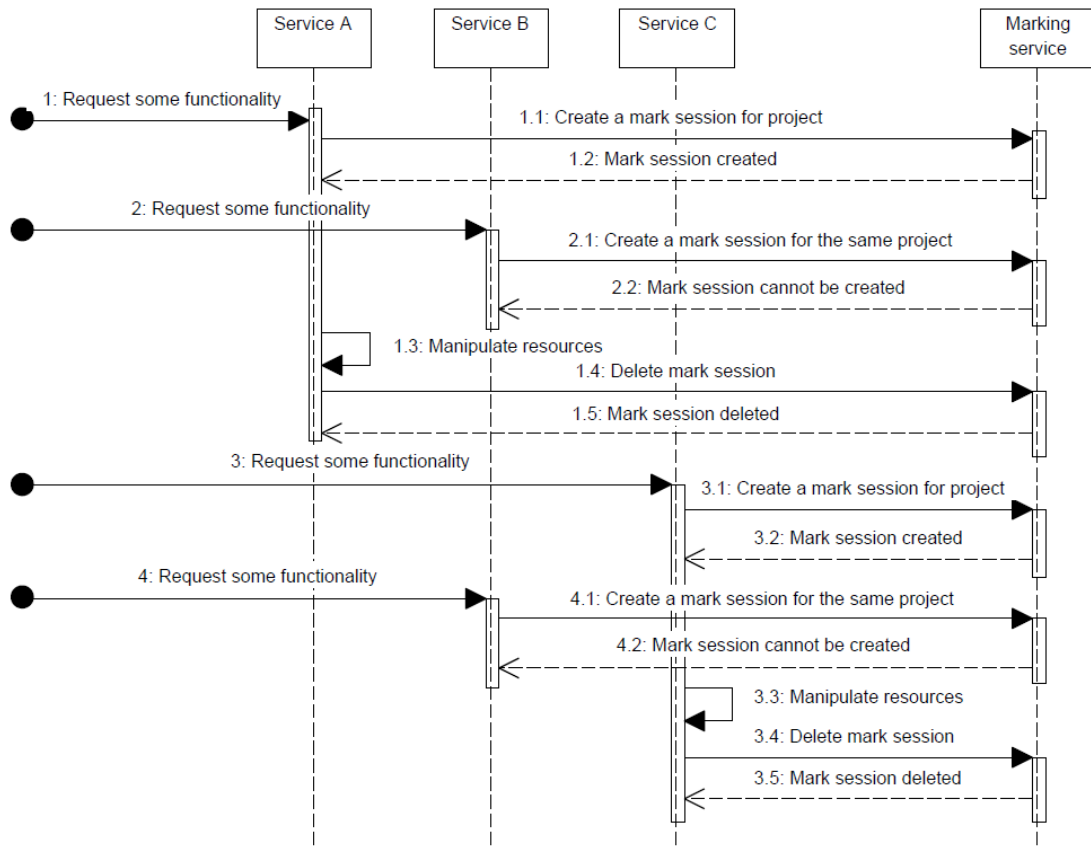 Service A
Service B
Service C
Marking
service
1: Request some functionality
1.1: Create a mark session for project
1.2: Mark session created
2: Request some functionality
2.1: Create a mark session for the same project
2.2: Mark session cannot be created
1.3: Manipulate resources
1.4: Delete mark session
1.5: Mark session deleted
3: Request some functionality
3.1: Create a mark session for project
3.2: Mark session created
4: Request some functionality
4.1: Create a mark session for the same project
4.2: Mark session cannot be created
3.3: Manipulate resources
3.4: Delete mark session
3.5: Mark session deleted